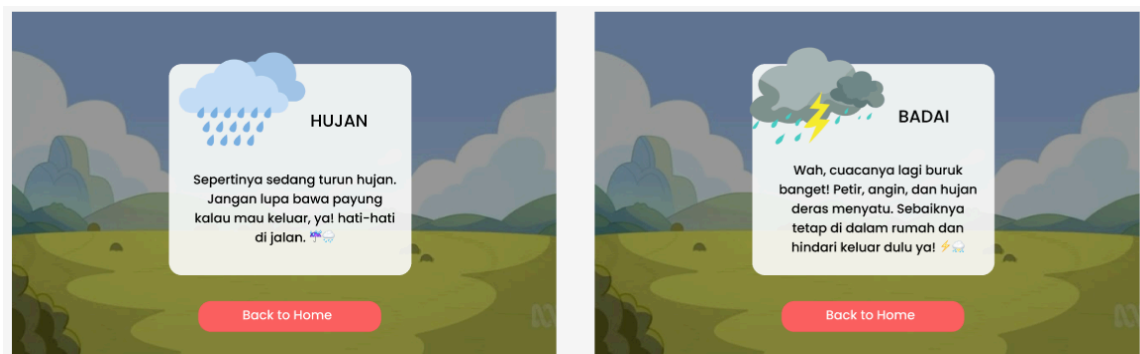 HUJAN
Sepertinya sedang turun hujan.
Jangan lupa bawa payung
kalau mau keluar, ya! hati-hati
di jalan. ☔🌧️
Back to Home
BADAI
Wah, cuacanya lagi buruk
banget! Petir, angin, dan hujan
deras menyatu. Sebaiknya
tetap di dalam rumah dan
hindari keluar dulu ya! ⚡⛈️
Back to Home